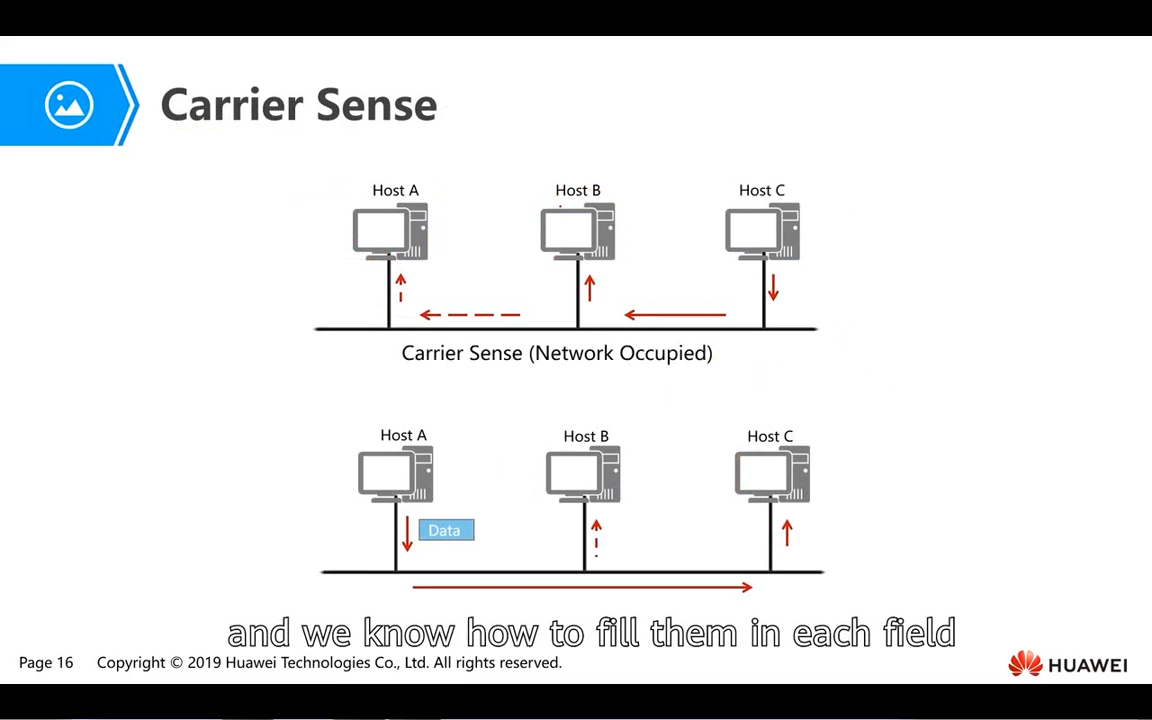 Carrier Sense
Host A
Host B
Host C
Carrier Sense (Network Occupied)
Host A
Host B
Host C
Data
and we know how to fill them in each field
Page 16
Copyright © 2019 Huawei Technologies Co., Ltd. All rights reserved.
HUAWEI